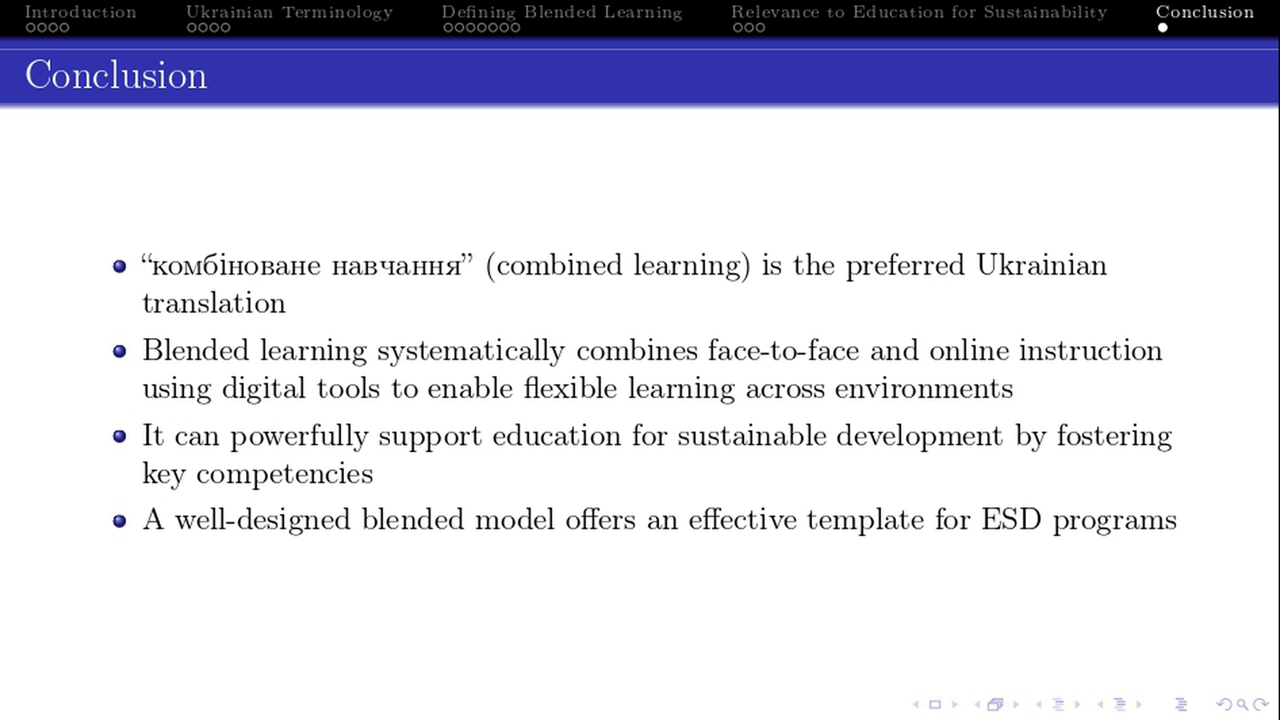 Introduction Ukrainian Terminology Defining Blended Learning Relevance to Education for Sustainability Conclusion
Conclusion
“комбіноване навчання” (combined learning) is the preferred Ukrainian
translation
Blended learning systematically combines face-to-face and online instruction
using digital tools to enable flexible learning across environments
It can powerfully support education for sustainable development by fostering
key competencies
A well-designed blended model offers an effective template for ESD programs